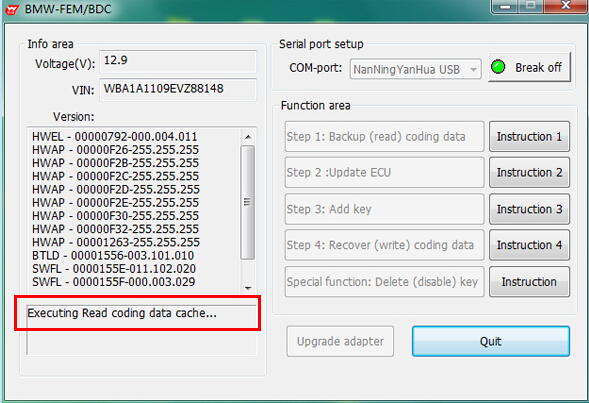 BMW-FEM/BDC
Info area
Voltage(V): 12.9
VIN: WBA1A1109EVZ88148
Version:
HWEL - 00000792-000.004.011
HWAP - 00000F26-255.255.255
HWAP - 00000F2B-255.255.255
HWAP - 00000F2C-255.255.255
HWAP - 00000F2D-255.255.255
HWAP - 00000F2E-255.255.255
HWAP - 00000F30-255.255.255
HWAP - 00000F32-255.255.255
HWAP - 00001263-255.255.255
BTLD - 00001556-003.101.010
SWFL - 0000155E-011.102.020
SWFL - 0000155F-000.003.029
Executing Read coding data cache...
Serial port setup
COM-port: NanNingYanHua USB Break off
Function area
Step 1: Backup (read) coding data Instruction 1
Step 2 :Update ECU Instruction 2
Step 3: Add key Instruction 3
Step 4: Recover (write) coding data Instruction 4
Special function: Delete (disable) key Instruction
Upgrade adapter Quit